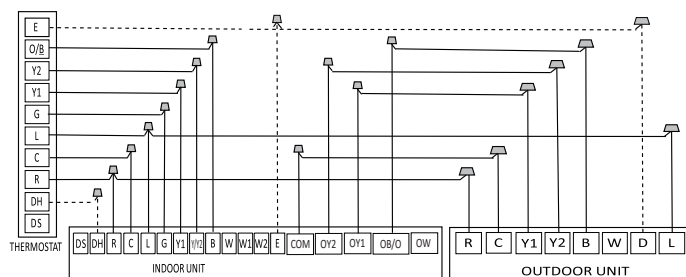 E
O/B
Y2
Y1
G
L
C
R
DH
DS
THERMOSTAT
DS DH R C L G Y1 Y/Y2 B W W1 W2 E COM OY2 OY1 OB/O OW
INDOOR UNIT
R C Y1 Y2 B W D L
OUTDOOR UNIT